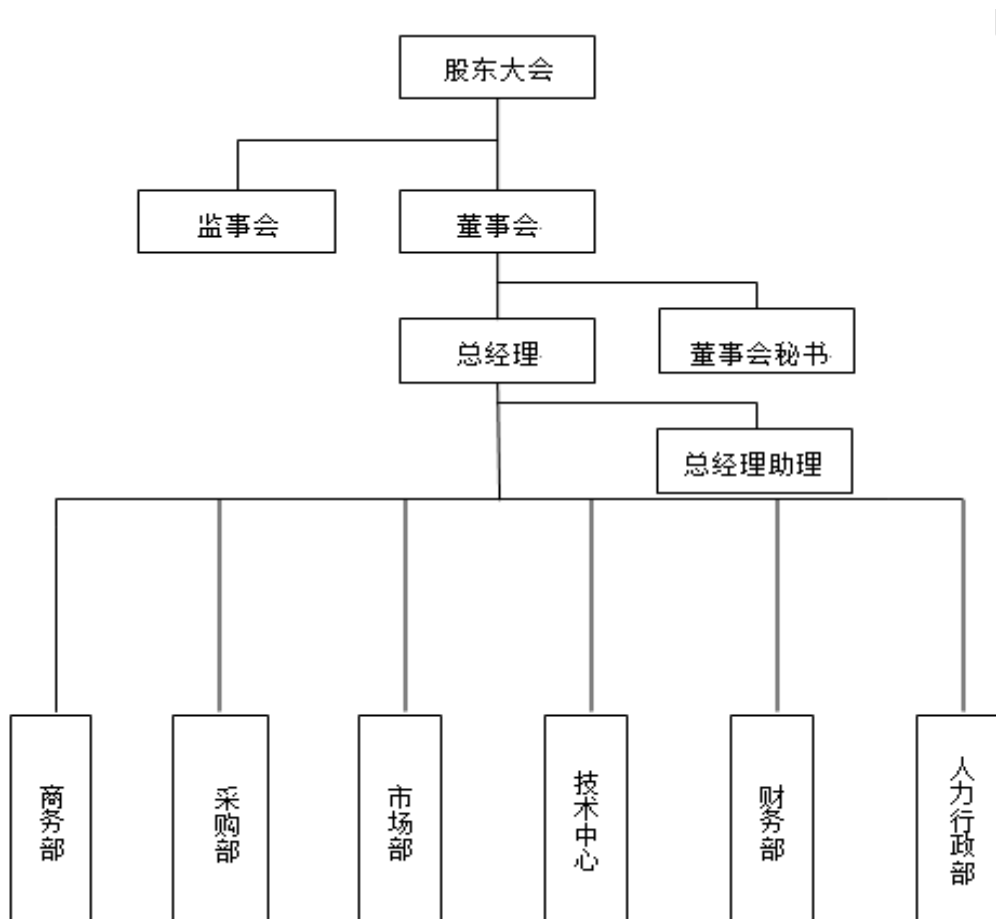 股东大会
监事会
董事会
总经理
董事会秘书
总经理助理
商务部
采购部
市场部
技术中心
财务部
人力行政部